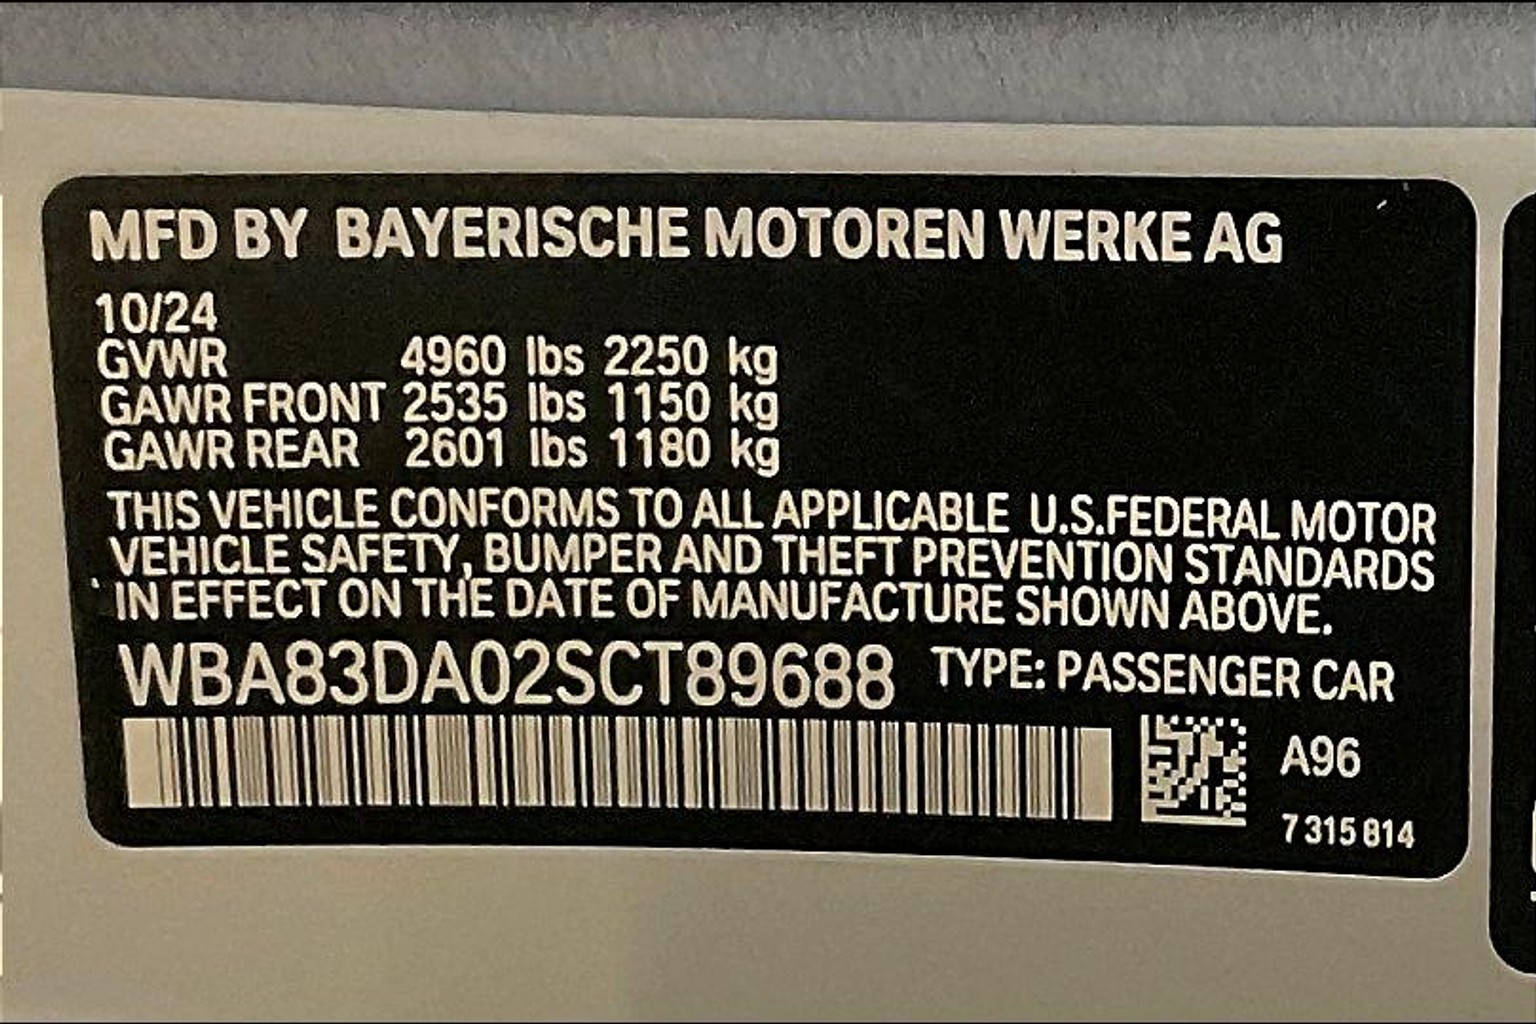 MFD BY BAYERISCHE MOTOREN WERKE AG
10/24
GVWR 4960 lbs 2250 kg
GAWR FRONT 2535 lbs 1150 kg
GAWR REAR 2601 lbs 1180 kg
THIS VEHICLE CONFORMS TO ALL APPLICABLE U.S.FEDERAL MOTOR
VEHICLE SAFETY, BUMPER AND THEFT PREVENTION STANDARDS
IN EFFECT ON THE DATE OF MANUFACTURE SHOWN ABOVE.
WBA83DA02SCT89688 TYPE: PASSENGER CAR
A96
7 315 814